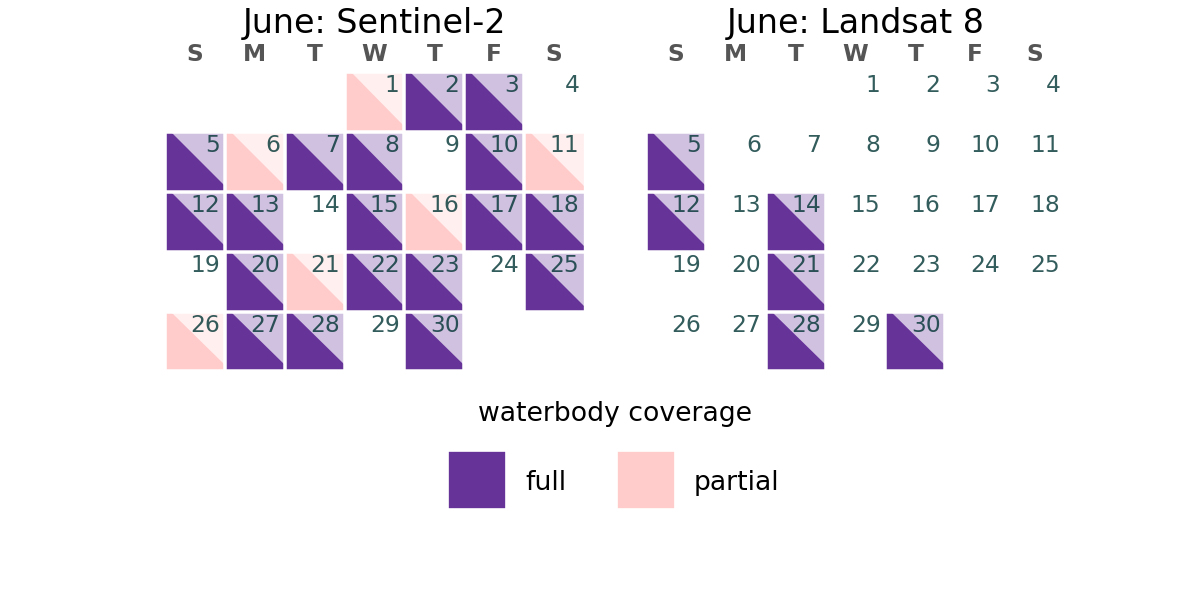 June: Sentinel-2
S M T W T F S
1 2 3 4
5 6 7 8 9 10 11
12 13 14 15 16 17 18
19 20 21 22 23 24 25
26 27 28 29 30
June: Landsat 8
S M T W T F S
1 2 3 4
5 6 7 8 9 10 11
12 13 14 15 16 17 18
19 20 21 22 23 24 25
26 27 28 29 30
waterbody coverage
full partial